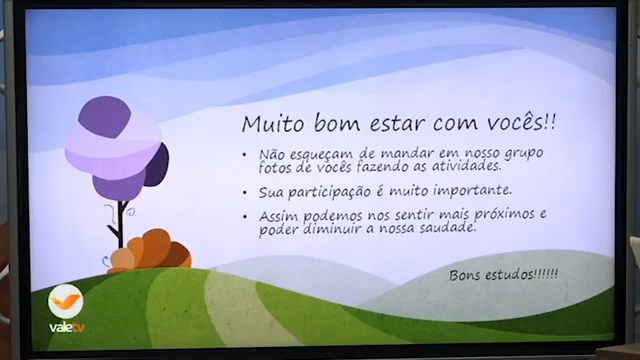 Muito bom estar com vocês!!
• Não esqueçam de mandar em nosso grupo
fotos de vocês fazendo as atividades.
• Sua participação é muito importante.
• Assim podemos nos sentir mais próximos e
poder diminuir a nossa saudade.
Bons estudos!!!!!!
valetv